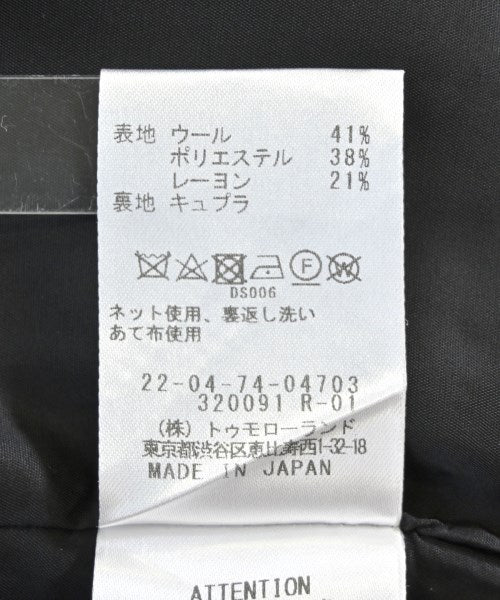 表地 ウール 41%
ポリエステル 38%
レーヨン 21%
裏地 キュプラ
F W
DS006
ネット使用、裏返し洗い
あて布使用
22-04-74-04703
320091 R-01
(株) トゥモローランド
東京都渋谷区恵比寿西1-32-18
MADE IN JAPAN
ATTENTION